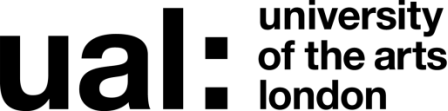 ual:
university
of the arts
london